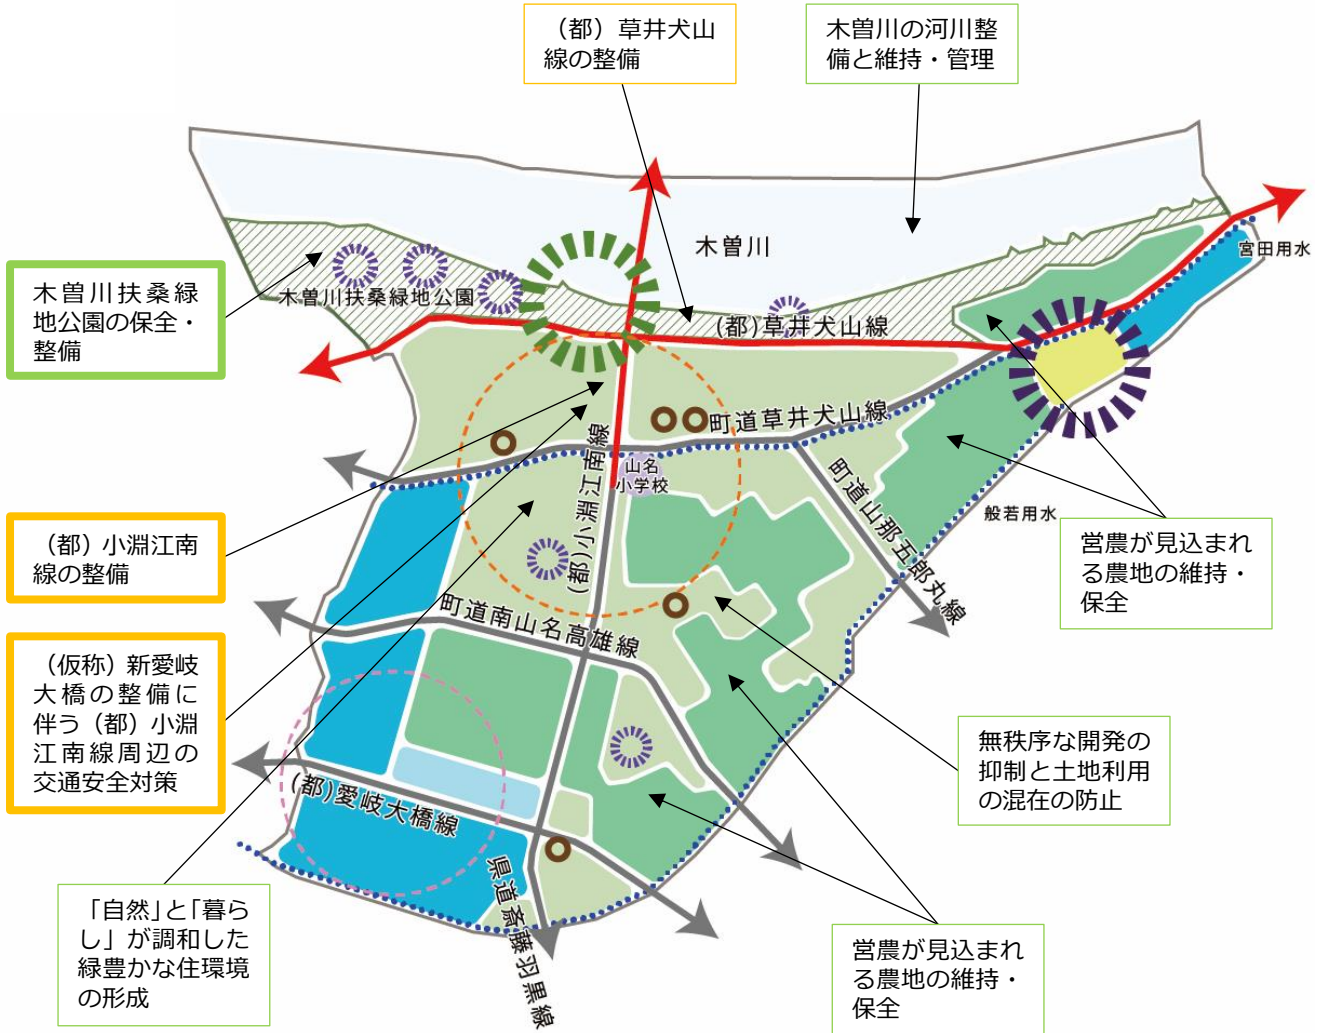 （都）草井犬山
線の整備
木曽川の河川整
備と維持・管理
木曽川
宮田用水
木曽川扶桑緑
地公園の保全・
整備
木曽川扶桑緑地公園
(都)草井犬山線
町道草井犬山線
山名
小学校
(都)小淵江南線
町道山那五郎丸線
般若用水
（都）小淵江南
線の整備
営農が見込まれ
る農地の維持・
保全
町道南山名高雄線
（仮称）新愛岐
大橋の整備に
伴う（都）小淵
江南線周辺の
交通安全対策
無秩序な開発の
抑制と土地利用
の混在の防止
(都)愛岐大橋線
県道斎藤羽黒線
「自然」と「暮ら
し」が調和した
緑豊かな住環境
の形成
営農が見込まれ
る農地の維持・
保全